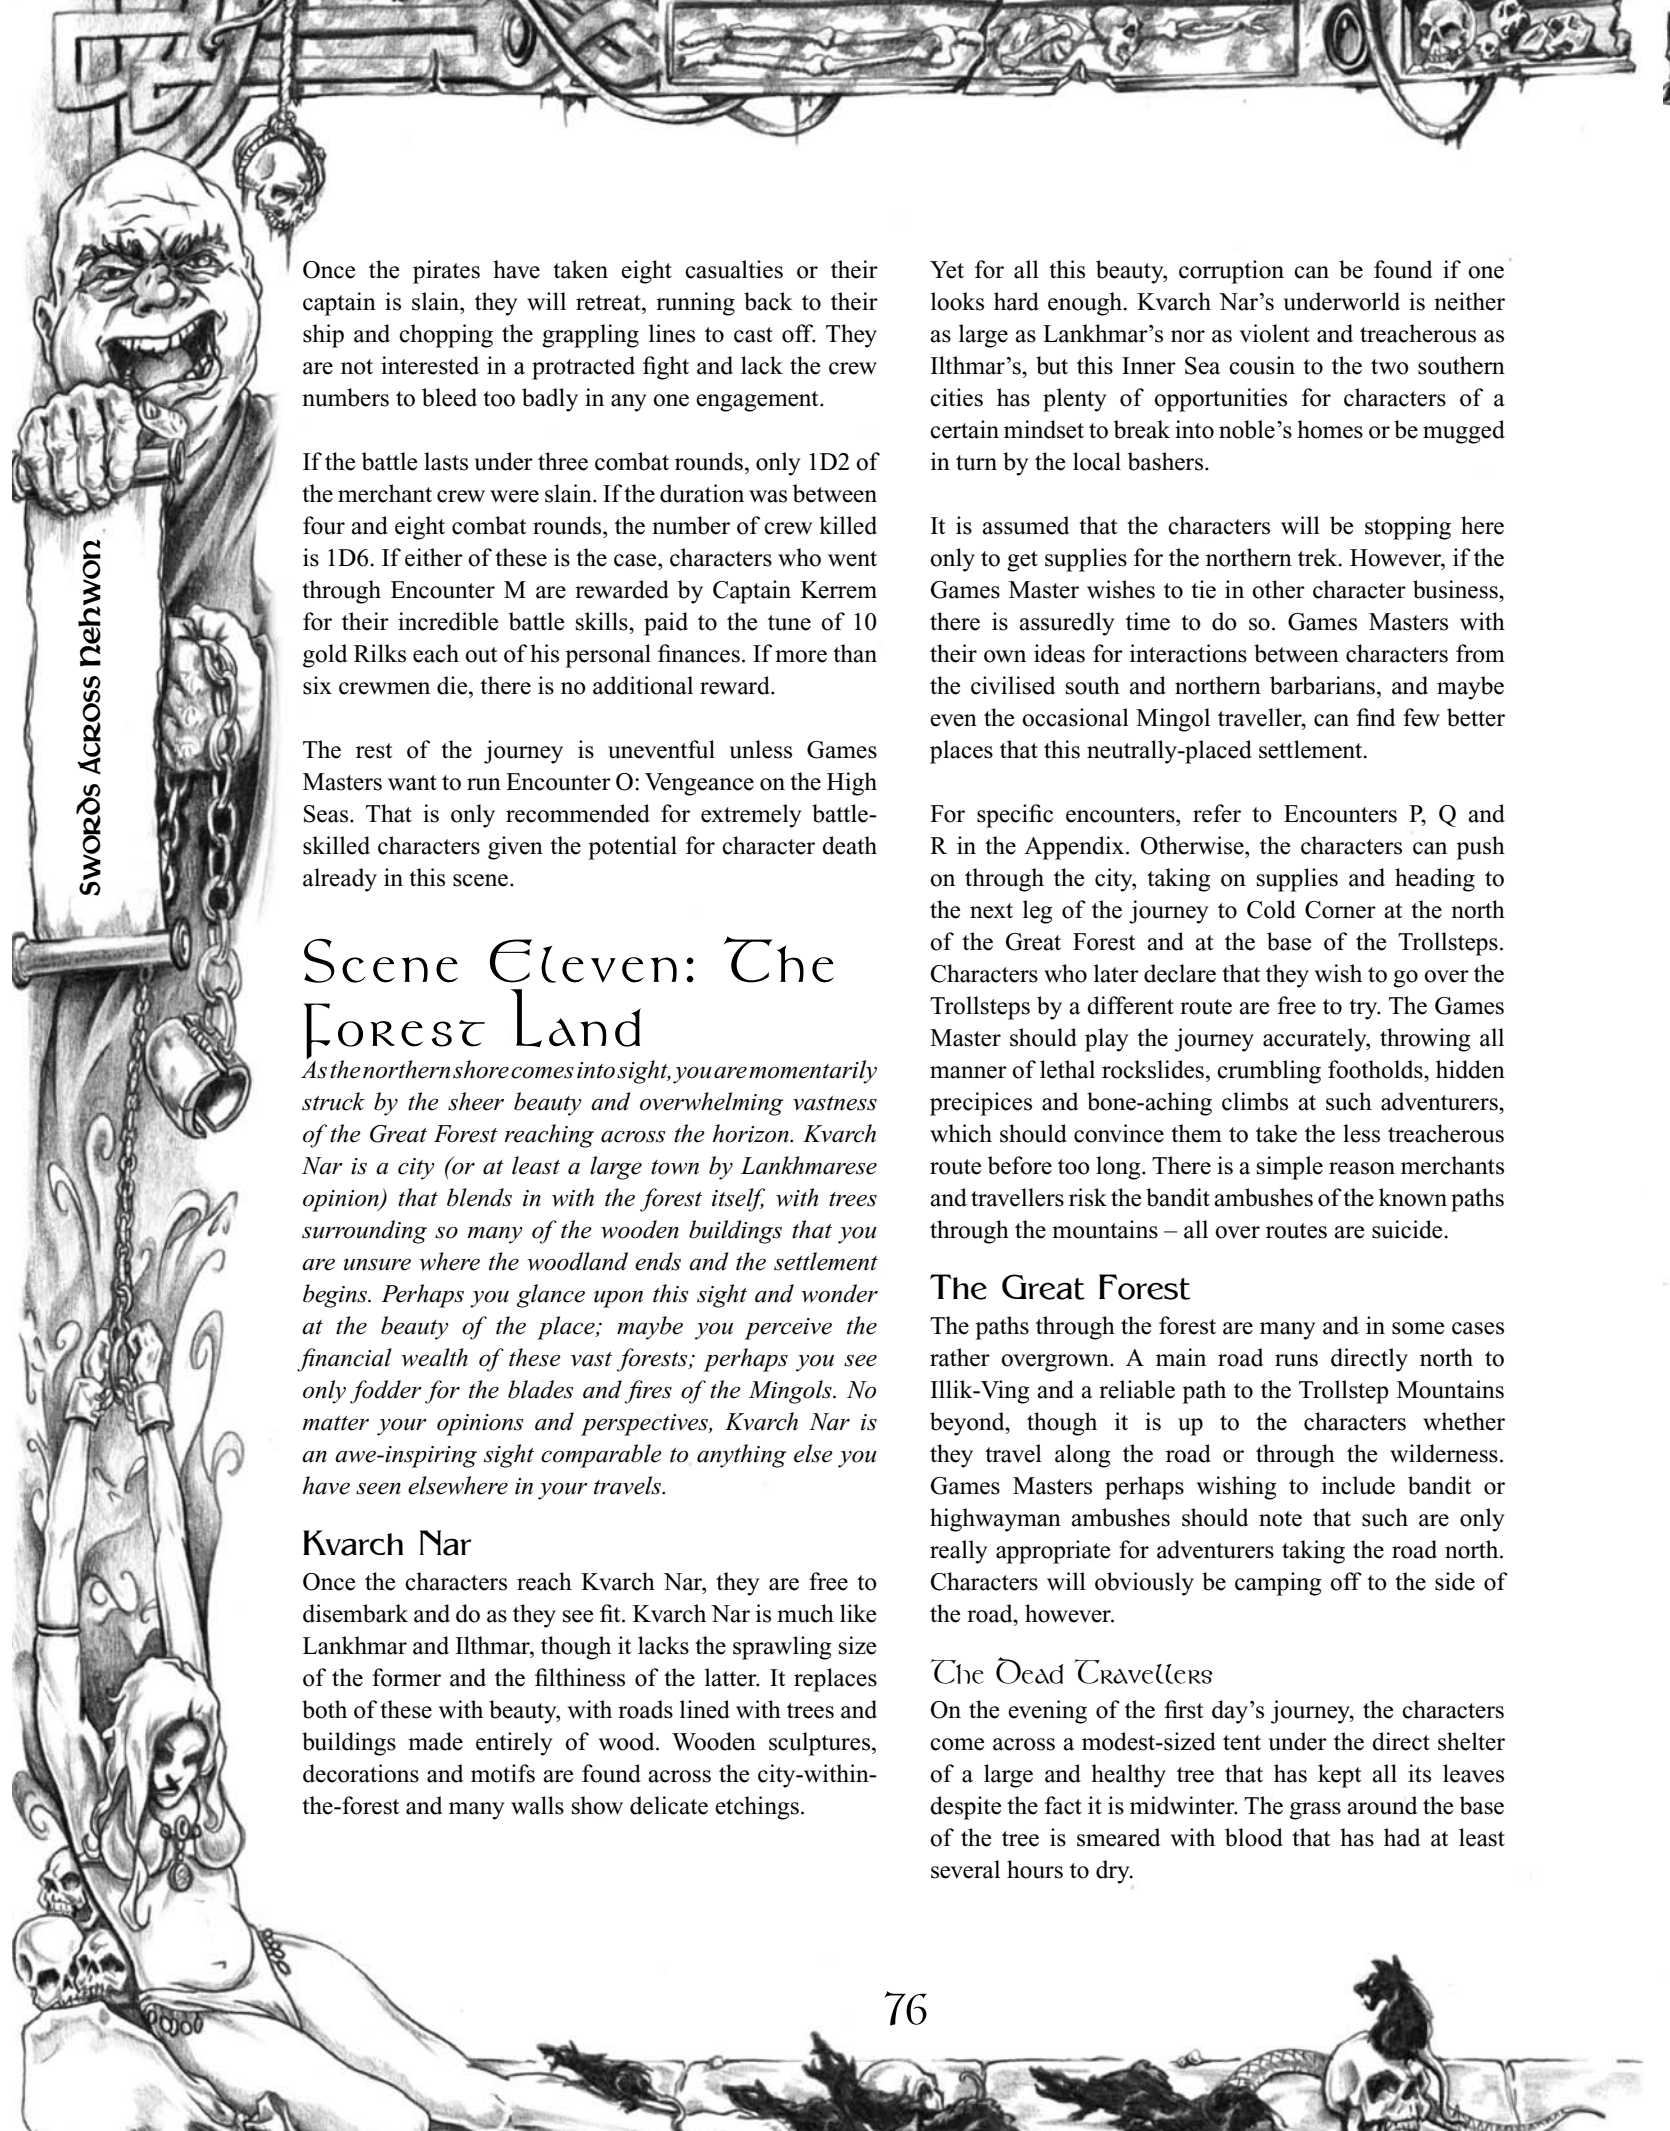 Swords Across Nehwon
Once the pirates have taken eight casualties or their
captain is slain, they will retreat, running back to their
ship and chopping the grappling lines to cast off. They
are not interested in a protracted fight and lack the crew
numbers to bleed too badly in any one engagement.
If the battle lasts under three combat rounds, only 1D2 of
the merchant crew were slain. If the duration was between
four and eight combat rounds, the number of crew killed
is 1D6. If either of these is the case, characters who went
through Encounter M are rewarded by Captain Kerrem
for their incredible battle skills, paid to the tune of 10
gold Rilks each out of his personal finances. If more than
six crewmen die, there is no additional reward.
The rest of the journey is uneventful unless Games
Masters want to run Encounter O: Vengeance on the High
Seas. That is only recommended for extremely battle-
skilled characters given the potential for character death
already in this scene.
Scene Eleven: The
Forest Land
As the northern shore comes into sight, you are momentarily
struck by the sheer beauty and overwhelming vastness
of the Great Forest reaching across the horizon. Kvarch
Nar is a city (or at least a large town by Lankhmarese
opinion) that blends in with the forest itself, with trees
surrounding so many of the wooden buildings that you
are unsure where the woodland ends and the settlement
begins. Perhaps you glance upon this sight and wonder
at the beauty of the place; maybe you perceive the
financial wealth of these vast forests; perhaps you see
only fodder for the blades and fires of the Mingols. No
matter your opinions and perspectives, Kvarch Nar is
an awe-inspiring sight comparable to anything else you
have seen elsewhere in your travels.
Kvarch Nar
Once the characters reach Kvarch Nar, they are free to
disembark and do as they see fit. Kvarch Nar is much like
Lankhmar and Ilthmar, though it lacks the sprawling size
of the former and the filthiness of the latter. It replaces
both of these with beauty, with roads lined with trees and
buildings made entirely of wood. Wooden sculptures,
decorations and motifs are found across the city-within-
the-forest and many walls show delicate etchings.
Yet for all this beauty, corruption can be found if one
looks hard enough. Kvarch Nar's underworld is neither
as large as Lankhmar's nor as violent and treacherous as
Ilthmar's, but this Inner Sea cousin to the two southern
cities has plenty of opportunities for characters of a
certain mindset to break into noble's homes or be mugged
in turn by the local bashers.
It is assumed that the characters will be stopping here
only to get supplies for the northern trek. However, if the
Games Master wishes to tie in other character business,
there is assuredly time to do so. Games Masters with
their own ideas for interactions between characters from
the civilised south and northern barbarians, and maybe
even the occasional Mingol traveller, can find few better
places that this neutrally-placed settlement.
For specific encounters, refer to Encounters P, Q and
R in the Appendix. Otherwise, the characters can push
on through the city, taking on supplies and heading to
the next leg of the journey to Cold Corner at the north
of the Great Forest and at the base of the Trollsteps.
Characters who later declare that they wish to go over the
Trollsteps by a different route are free to try. The Games
Master should play the journey accurately, throwing all
manner of lethal rockslides, crumbling footholds, hidden
precipices and bone-aching climbs at such adventurers,
which should convince them to take the less treacherous
route before too long. There is a simple reason merchants
and travellers risk the bandit ambushes of the known paths
through the mountains – all over routes are suicide.
The Great Forest
The paths through the forest are many and in some cases
rather overgrown. A main road runs directly north to
Illik-Ving and a reliable path to the Trollstep Mountains
beyond, though it is up to the characters whether
they travel along the road or through the wilderness.
Games Masters perhaps wishing to include bandit or
highwayman ambushes should note that such are only
really appropriate for adventurers taking the road north.
Characters will obviously be camping off to the side of
the road, however.
The Dead Travellers
On the evening of the first day's journey, the characters
come across a modest-sized tent under the direct shelter
of a large and healthy tree that has kept all its leaves
despite the fact it is midwinter. The grass around the base
of the tree is smeared with blood that has had at least
several hours to dry.
76